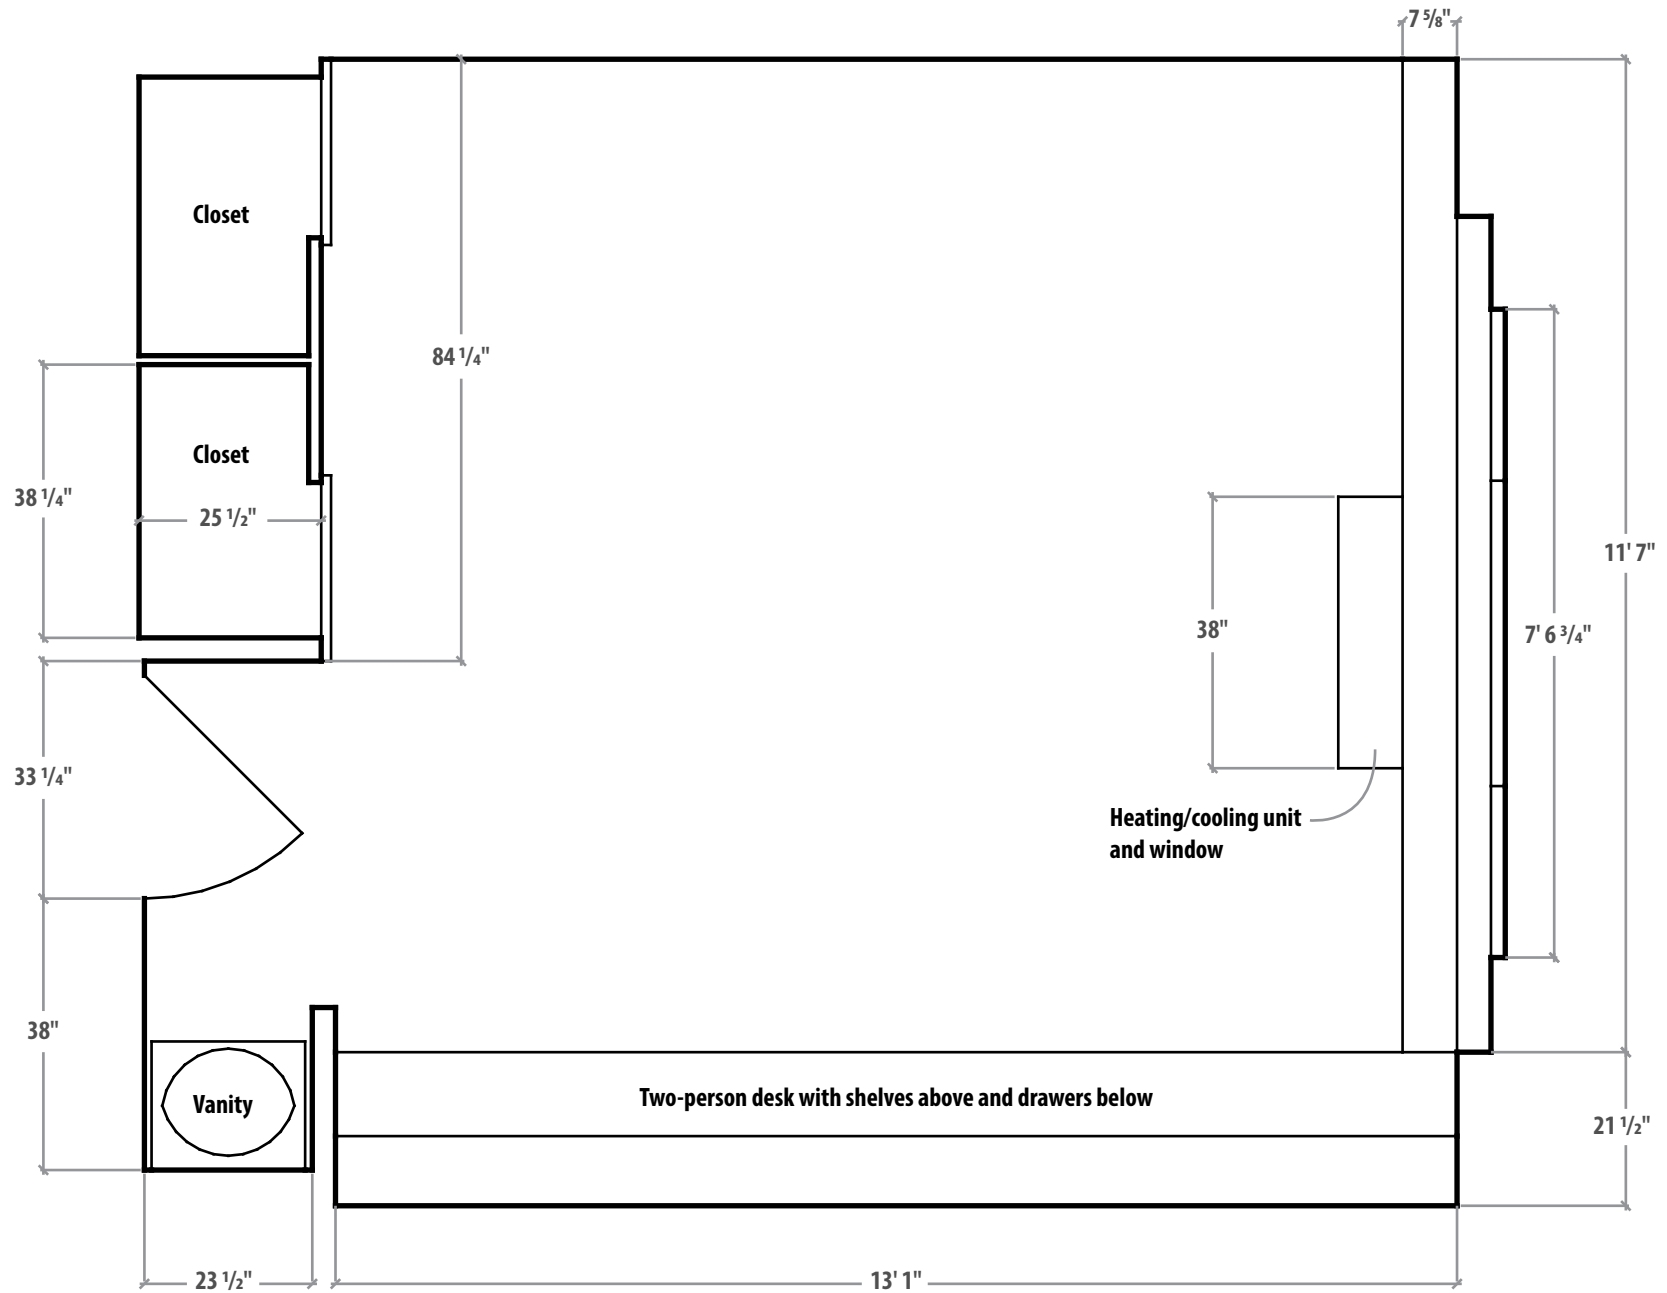 7 5/8"
Closet
84 1/4"
Closet
38 1/4"
25 1/2"
11' 7"
38"
7' 6 3/4"
33 1/4"
Heating/cooling unit
and window
38"
Vanity
Two-person desk with shelves above and drawers below
21 1/2"
23 1/2"
13' 1"